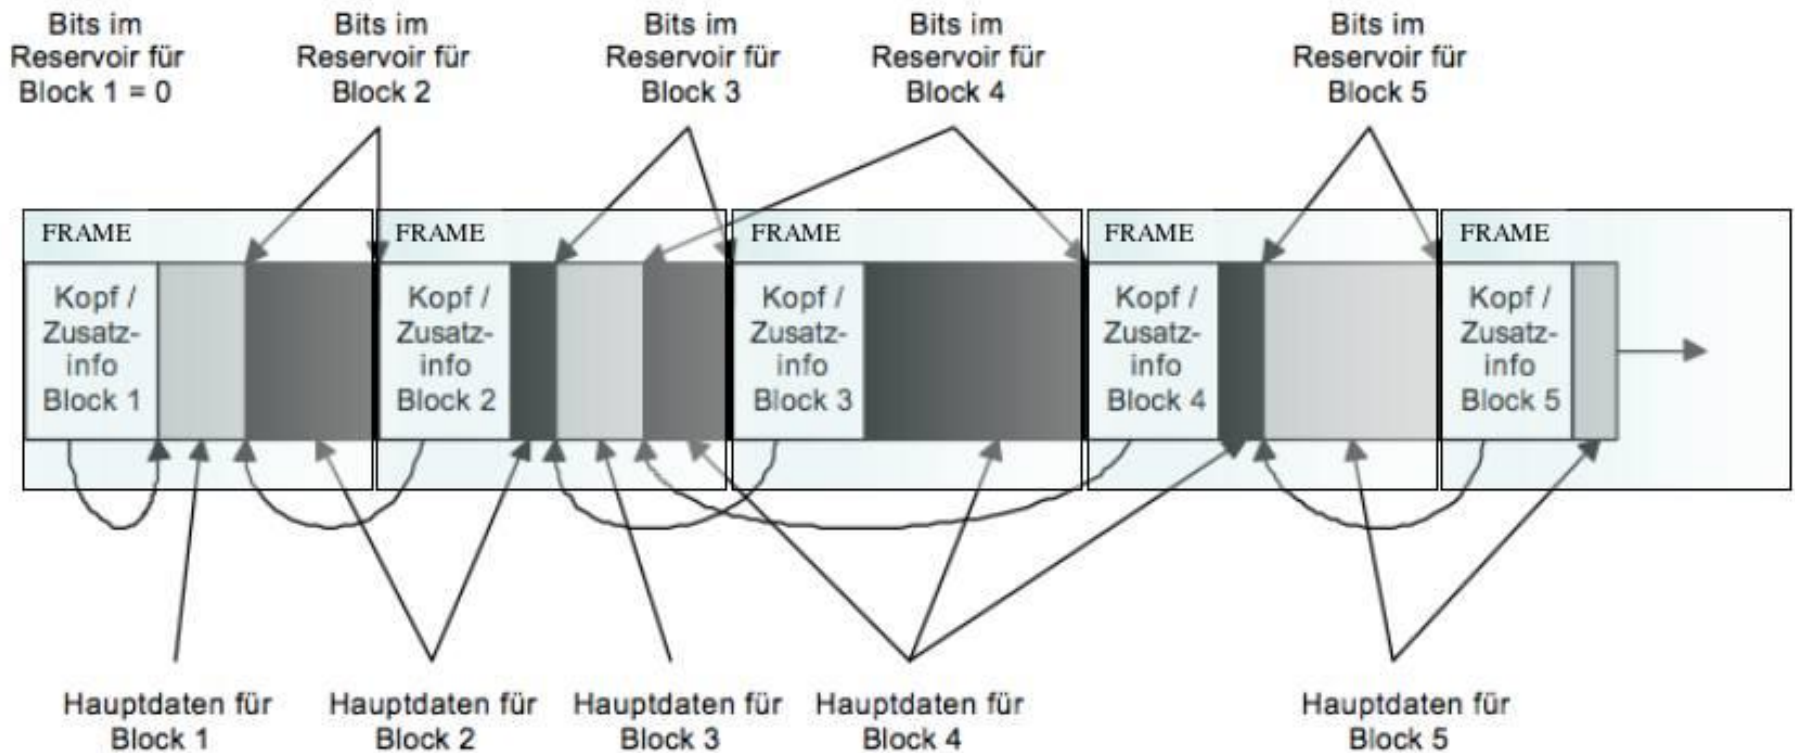 Bits im
Reservoir für
Block 1 = 0
Bits im
Reservoir für
Block 2
Bits im
Reservoir für
Block 3
Bits im
Reservoir für
Block 4
Bits im
Reservoir für
Block 5
FRAME
FRAME
FRAME
FRAME
FRAME
Kopf /
Zusatz-
info
Block 1
Kopf /
Zusatz-
info
Block 2
Kopf /
Zusatz-
info
Block 3
Kopf /
Zusatz-
info
Block 4
Kopf /
Zusatz-
info
Block 5
Hauptdaten für
Block 1
Hauptdaten für
Block 2
Hauptdaten für
Block 3
Hauptdaten für
Block 4
Hauptdaten für
Block 5